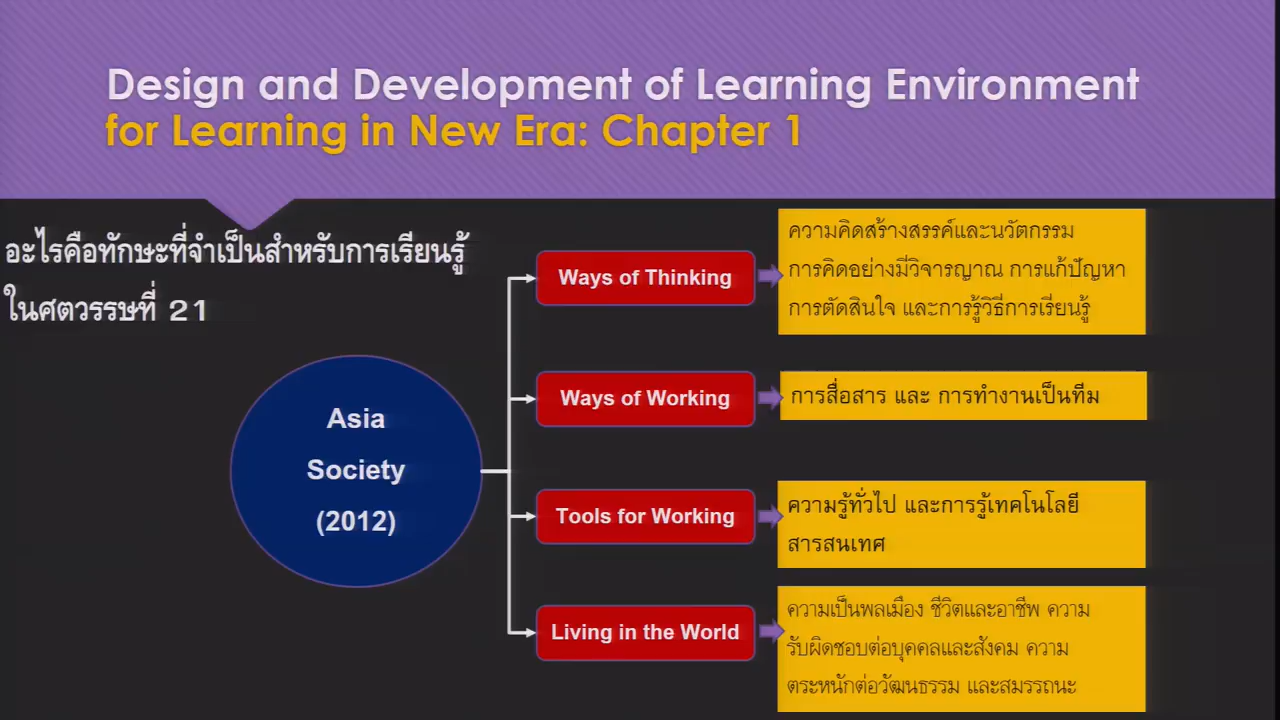 Design and Development of Learning Environment
for Learning in New Era: Chapter 1
อะไรคือทักษะที่จำเป็นสำหรับการเรียนรู้
ในศตวรรษที่ 21
Asia
Society
(2012)
Ways of Thinking
ความคิดสร้างสรรค์และนวัตกรรม
การคิดอย่างมีวิจารญาณ การแก้ปัญหา
การตัดสินใจ และการรู้วิธีการเรียนรู้
Ways of Working
การสื่อสาร และ การทำงานเป็นทีม
Tools for Working
ความรู้ทั่วไป และการรู้เทคโนโลยี
สารสนเทศ
Living in the World
ความเป็นพลเมือง ชีวิตและอาชีพ ความ
รับผิดชอบต่อบุคคลและสังคม ความ
ตระหนักต่อวัฒนธรรม และสมรรถนะ